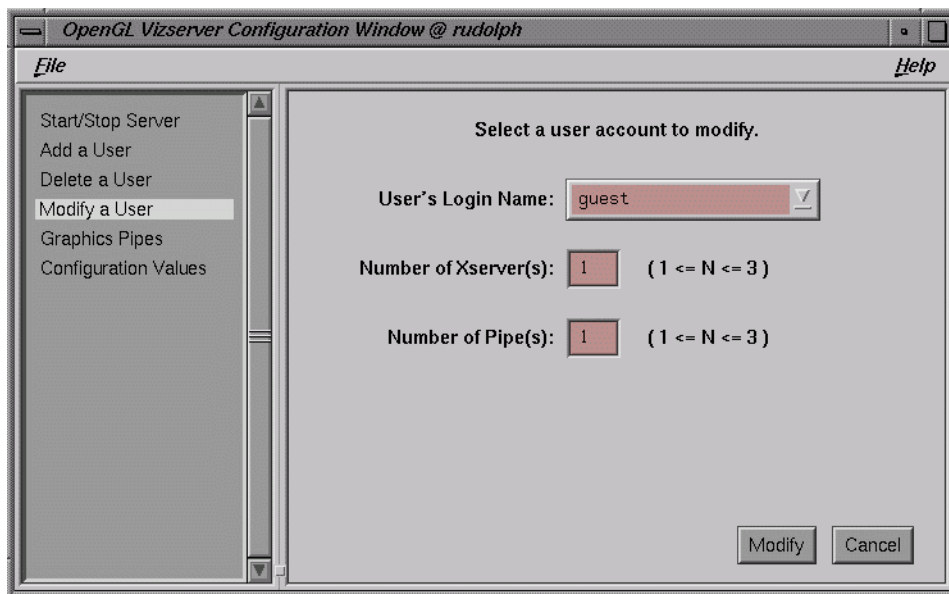 OpenGL Vizserver Configuration Window @ rudolph
File
Help
Start/Stop Server
Add a User
Delete a User
Modify a User
Graphics Pipes
Configuration Values
Select a user account to modify.
User's Login Name: guest
Number of Xserver(s): 1 ( 1 <= N <= 3 )
Number of Pipe(s): 1 ( 1 <= N <= 3 )
Modify Cancel